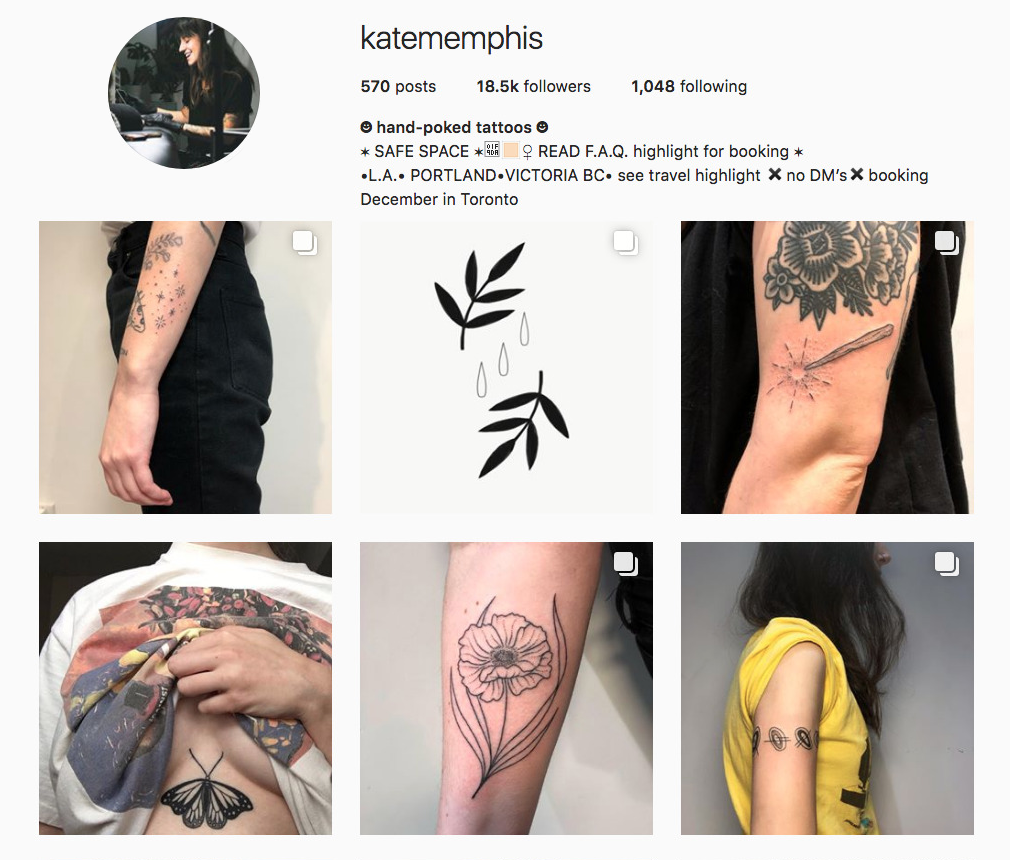 katememphis
570 posts 18.5k followers 1,048 following
☻ hand-poked tattoos ☻
✶ SAFE SPACE ✶♀ READ F.A.Q. highlight for booking ✶
•L.A.• PORTLAND•VICTORIA BC• see travel highlight ✖ no DM's✖ booking
December in Toronto